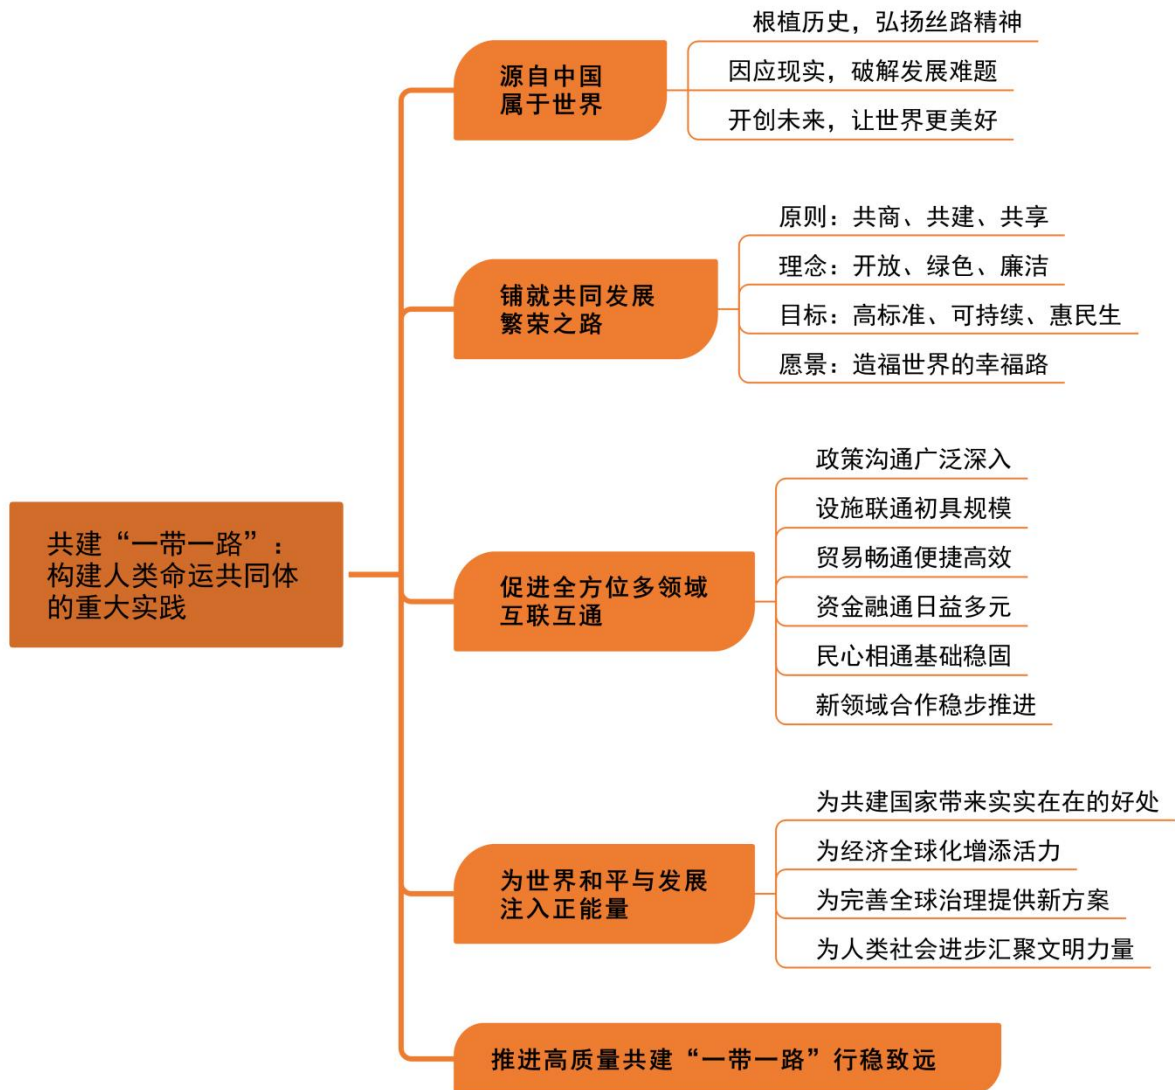 共建“一带一路”：
构建人类命运共同体
的重大实践
源自中国
属于世界
根植历史，弘扬丝路精神
因应现实，破解发展难题
开创未来，让世界更美好
铺就共同发展
繁荣之路
原则：共商、共建、共享
理念：开放、绿色、廉洁
目标：高标准、可持续、惠民生
愿景：造福世界的幸福路
促进全方位多领域
互联互通
政策沟通广泛深入
设施联通初具规模
贸易畅通便捷高效
资金融通日益多元
民心相通基础稳固
新领域合作稳步推进
为世界和平与发展
注入正能量
为共建国家带来实实在在的好处
为经济全球化增添活力
为完善全球治理提供新方案
为人类社会进步汇聚文明力量
推进高质量共建“一带一路”行稳致远